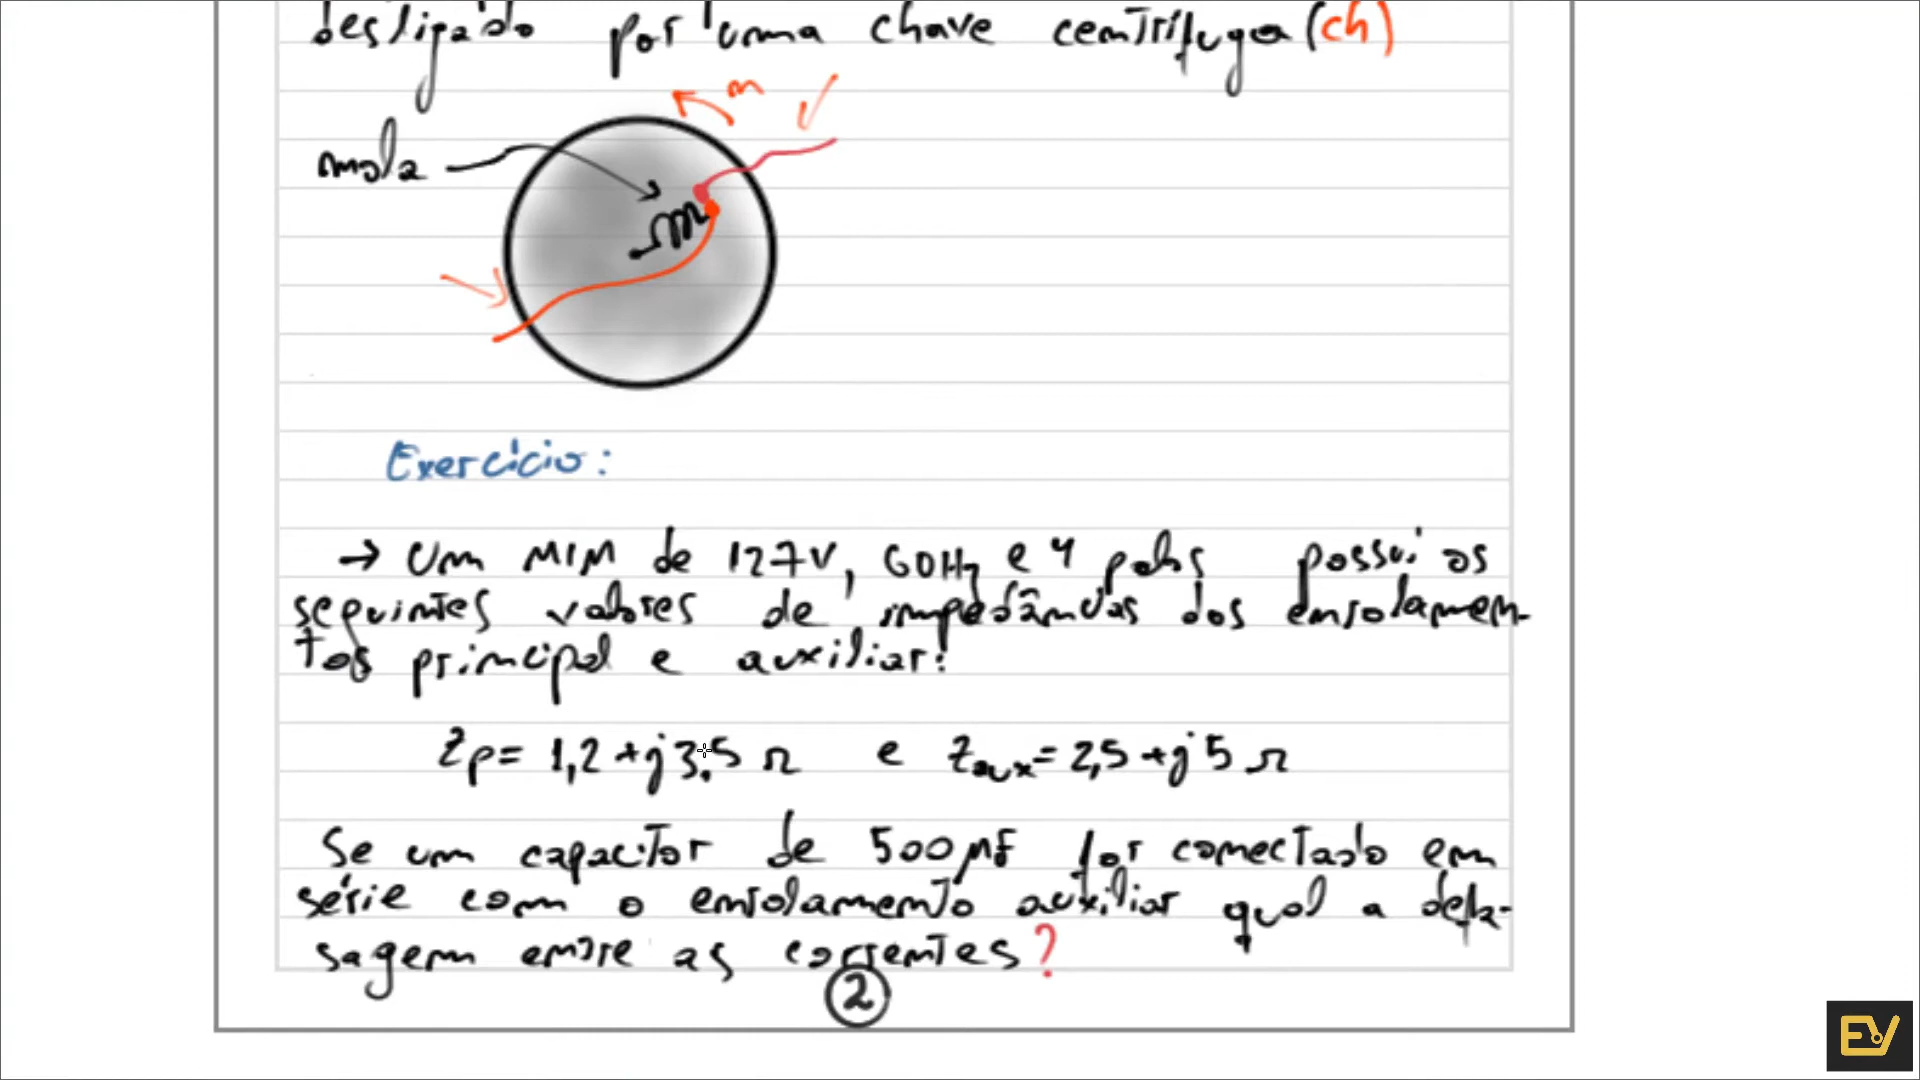 desligado por uma chave centrífuga (ch)
n
mola
Exercício:
→ Um MIM de 127V, 60Hz e 4 polos possui os
seguintes valores de impedâncias dos enrolamen-
tos principal e auxiliar:
Zp = 1,2 + j3,5 Ω e Zaux = 2,5 + j5 Ω
Se um capacitor de 500µF for conectado em
série com o enrolamento auxiliar qual a defa-
sagem entre as correntes?
2
EV